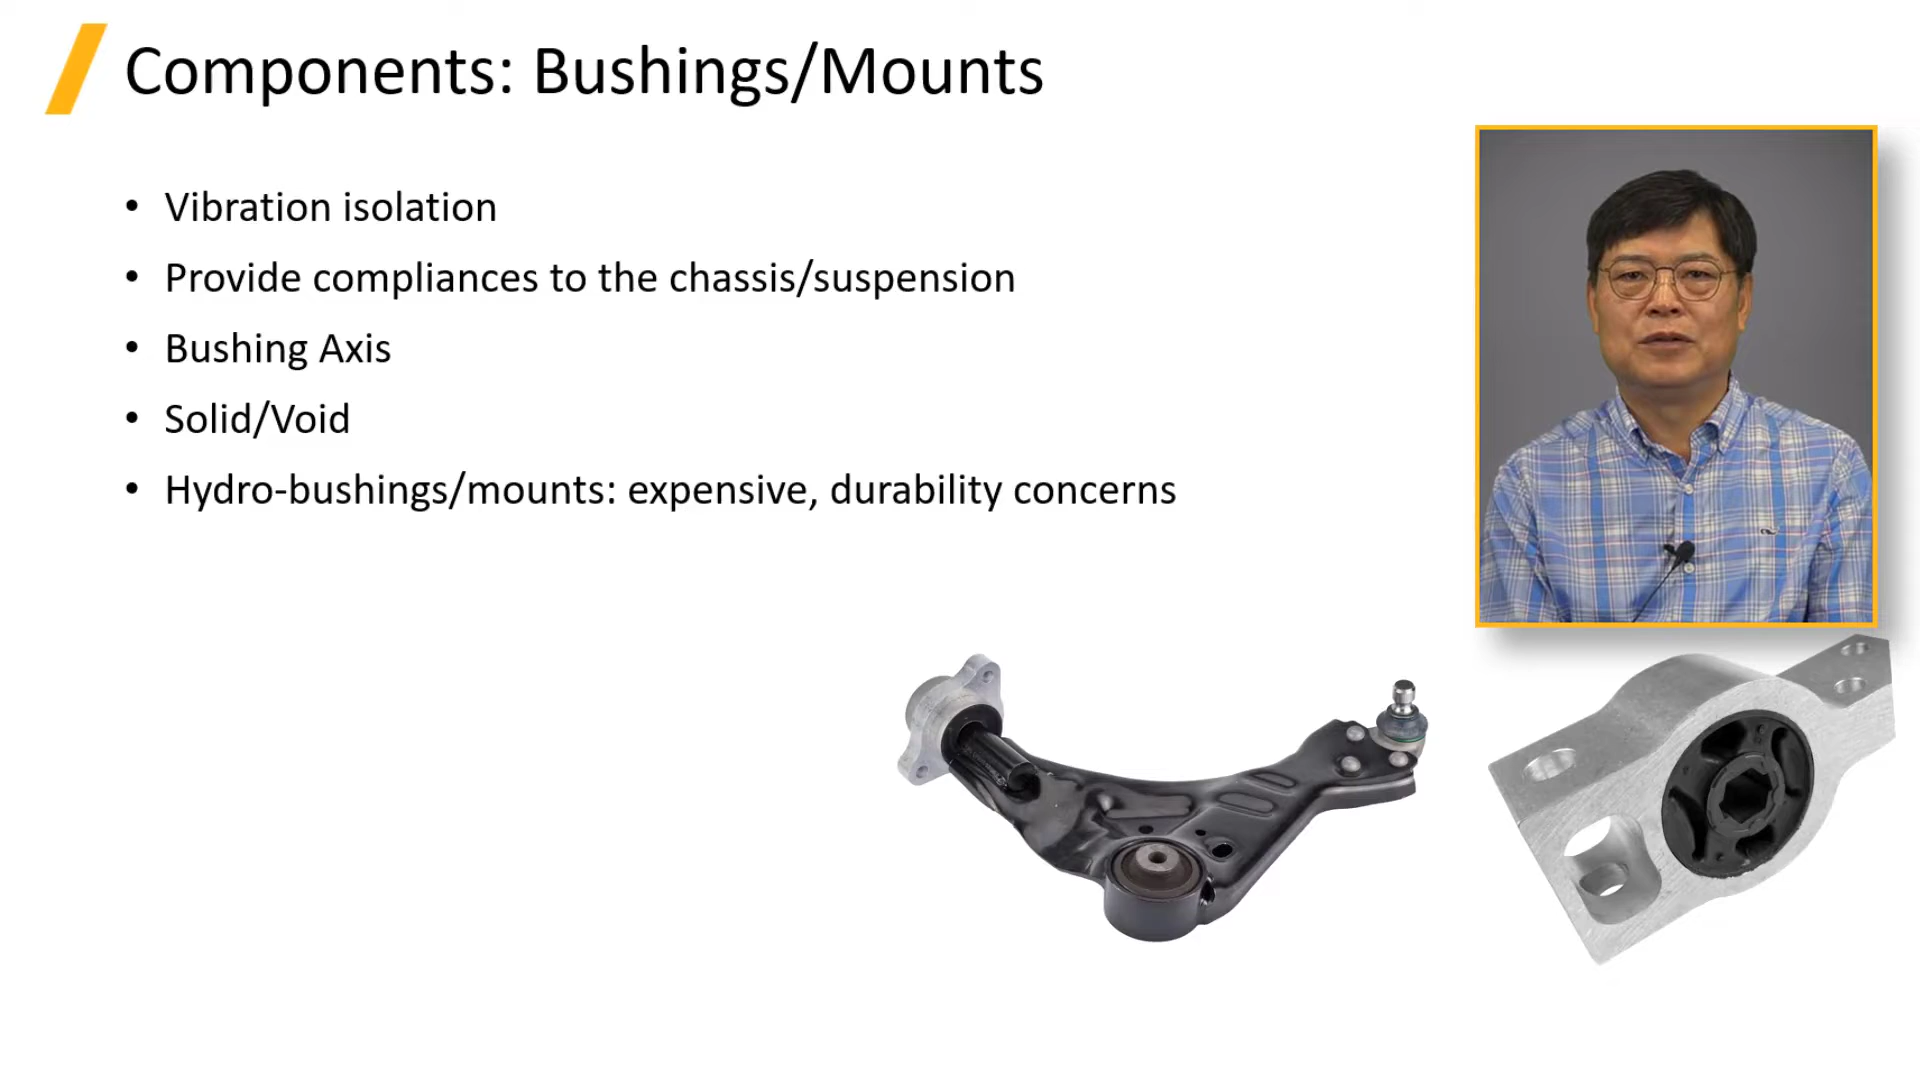 Components: Bushings/Mounts
• Vibration isolation
• Provide compliances to the chassis/suspension
• Bushing Axis
• Solid/Void
• Hydro-bushings/mounts: expensive, durability concerns